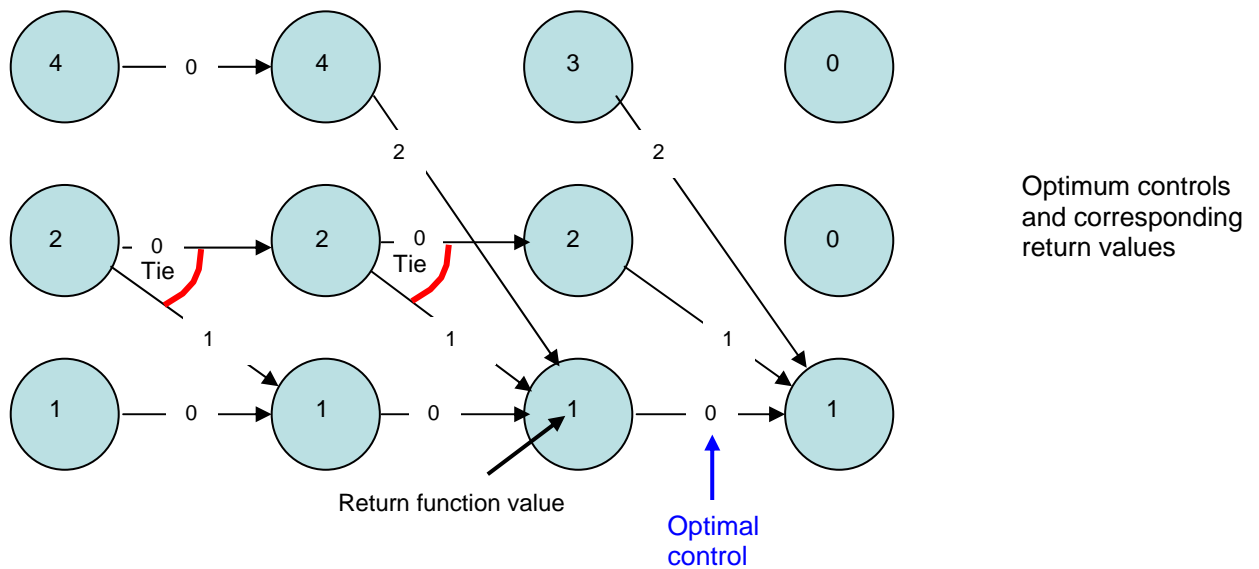 4 0 4 3 0
2 2
2 0 2 0 2 0
Tie Tie
1 1 1
1 0 1 0 1 0 1
Optimum controls
and corresponding
return values
Return function value
Optimal
control